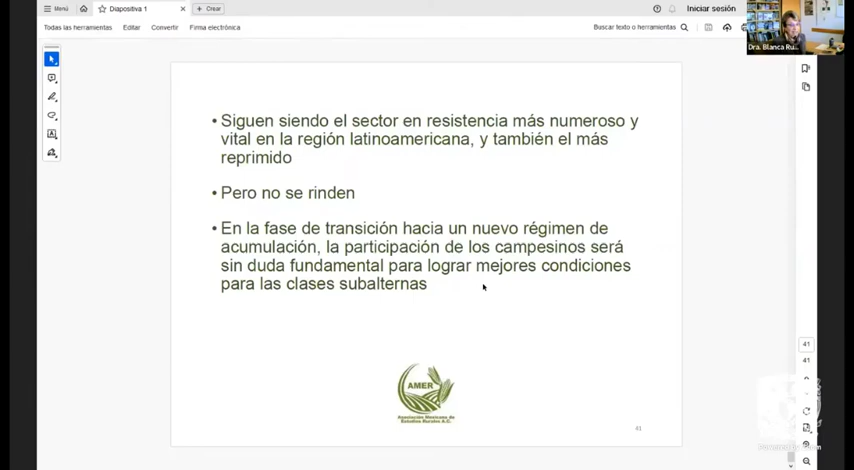 Menú
Diapositiva 1
Crear
Iniciar sesión
Todas las herramientas
Editar
Convertir
Firma electrónica
Buscar texto o herramientas
Dra. Blanca Ru...
• Siguen siendo el sector en resistencia más numeroso y
vital en la región latinoamericana, y también el más
reprimido
• Pero no se rinden
• En la fase de transición hacia un nuevo régimen de
acumulación, la participación de los campesinos será
sin duda fundamental para lograr mejores condiciones
para las clases subalternas
AMER
Asociación Mexicana de
Estudios Rurales A.C.
41
41
41